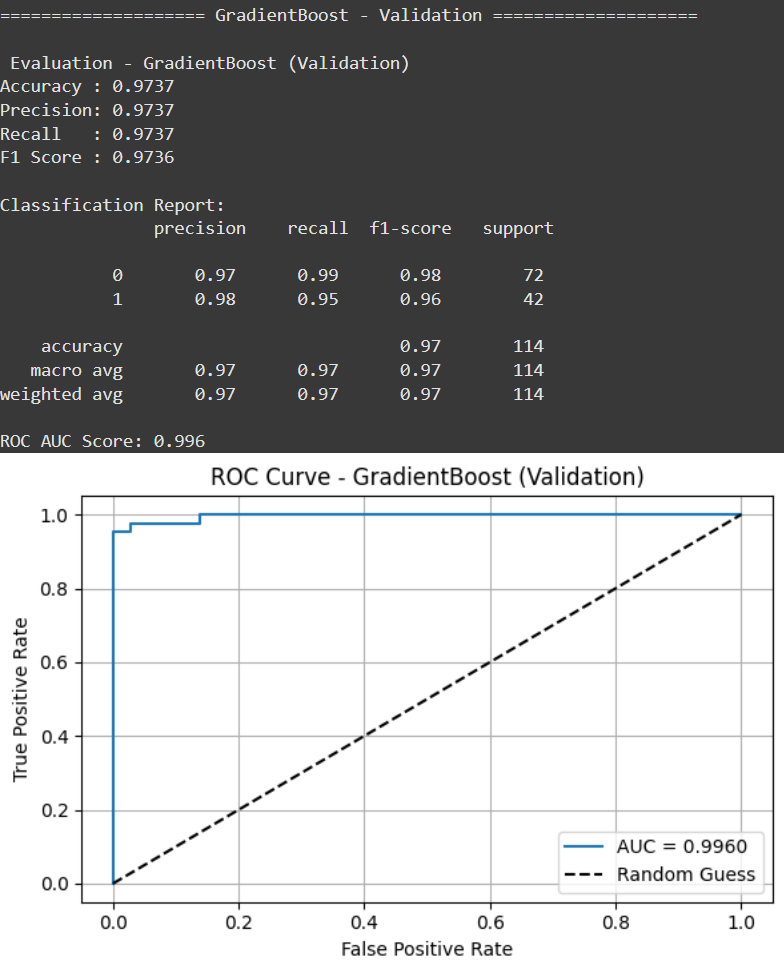 ==================== GradientBoost - Validation ====================
Evaluation - GradientBoost (Validation)
Accuracy : 0.9737
Precision: 0.9737
Recall   : 0.9737
F1 Score : 0.9736
Classification Report:
precision    recall  f1-score   support
0       0.97      0.99      0.98        72
1       0.98      0.95      0.96        42
accuracy                           0.97       114
macro avg       0.97      0.97      0.97       114
weighted avg       0.97      0.97      0.97       114
ROC AUC Score: 0.996
ROC Curve - GradientBoost (Validation)
1.0
0.8
0.6
0.4
0.2
0.0
True Positive Rate
AUC = 0.9960
Random Guess
0.0 0.2 0.4 0.6 0.8 1.0
False Positive Rate